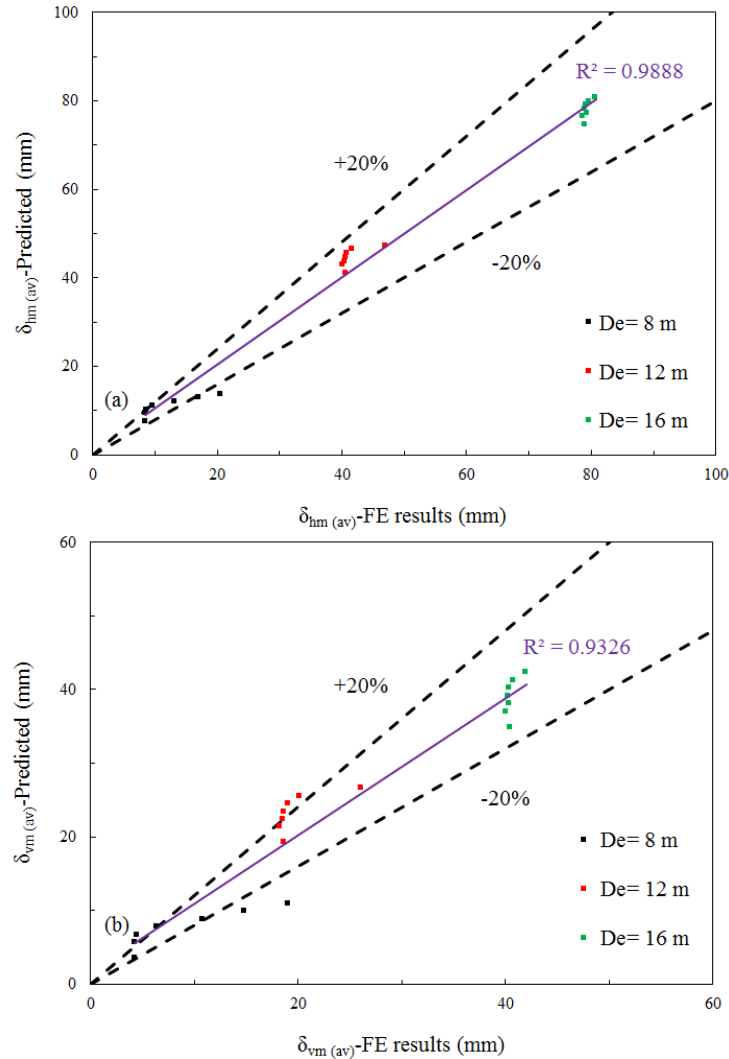 100
80
60
40
20
0
0 20 40 60 80 100
δhm (av)-Predicted (mm)
R² = 0.9888
+20%
-20%
De= 8 m
De= 12 m
De= 16 m
(a)
δhm (av)-FE results (mm)
60
40
20
0
0 20 40 60
δvm (av)-Predicted (mm)
R² = 0.9326
+20%
-20%
De= 8 m
De= 12 m
De= 16 m
(b)
δvm (av)-FE results (mm)